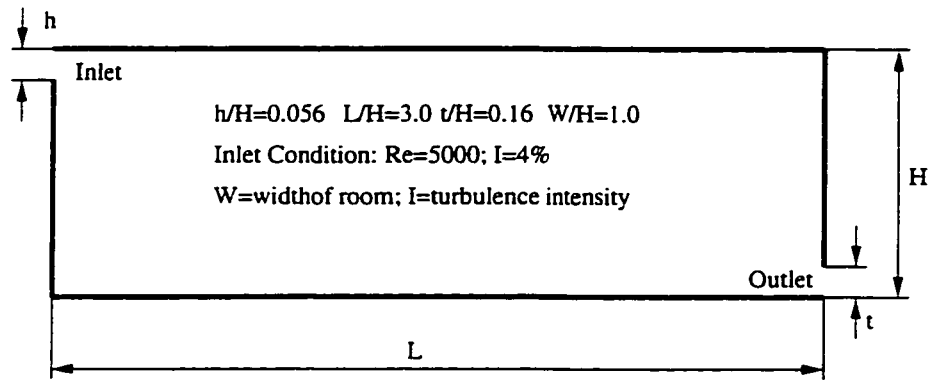 h
Inlet
h/H=0.056 L/H=3.0 t/H=0.16 W/H=1.0
Inlet Condition: Re=5000; I=4%
W=widthof room; I=turbulence intensity
H
Outlet
t
L